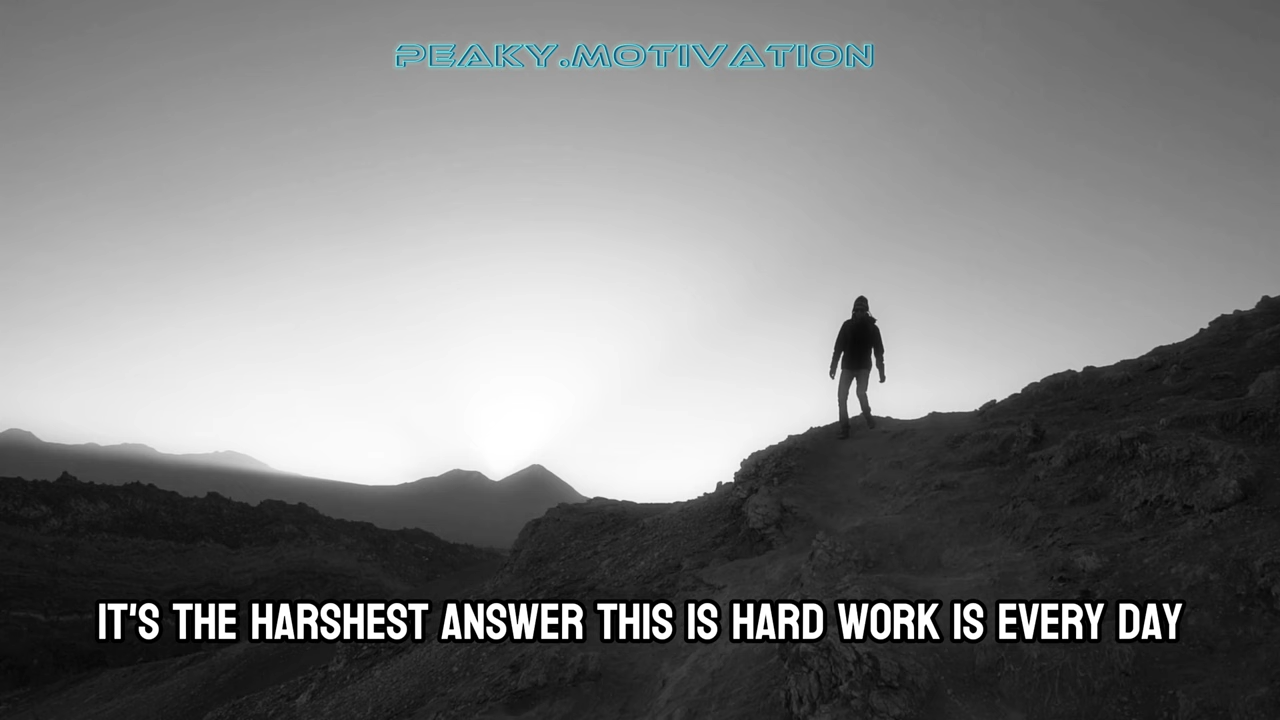 PEAKY.MOTIVATION
IT'S THE HARSHEST ANSWER THIS IS HARD WORK IS EVERY DAY